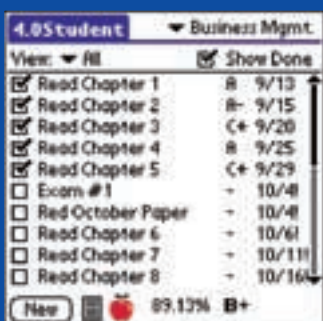 4.0Student Business Mgmt.
View: All Show Done
Read Chapter 1 A 9/13
Read Chapter 2 A- 9/15
Read Chapter 3 C+ 9/20
Read Chapter 4 A 9/25
Read Chapter 5 C+ 9/29
Exam #1 - 10/4!
Red October Paper - 10/4!
Read Chapter 6 - 10/6!
Read Chapter 7 - 10/11!
Read Chapter 8 - 10/16!
New 89.13% B+